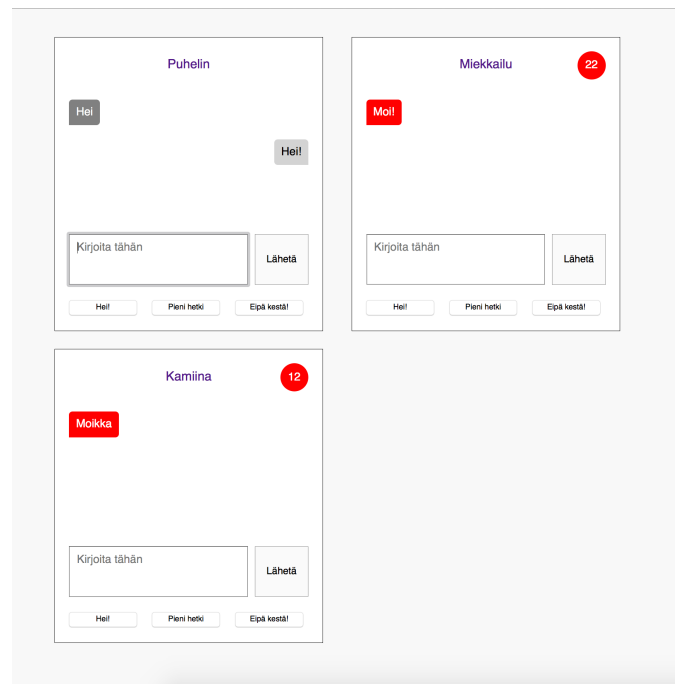 Puhelin
Hei
Hei!
Kirjoita tähän
Lähetä
Hei! Pieni hetki Eipä kestä!
Miekkailu 22
Moi!
Kirjoita tähän
Lähetä
Hei! Pieni hetki Eipä kestä!
Kamiina 12
Moikka
Kirjoita tähän
Lähetä
Hei! Pieni hetki Eipä kestä!